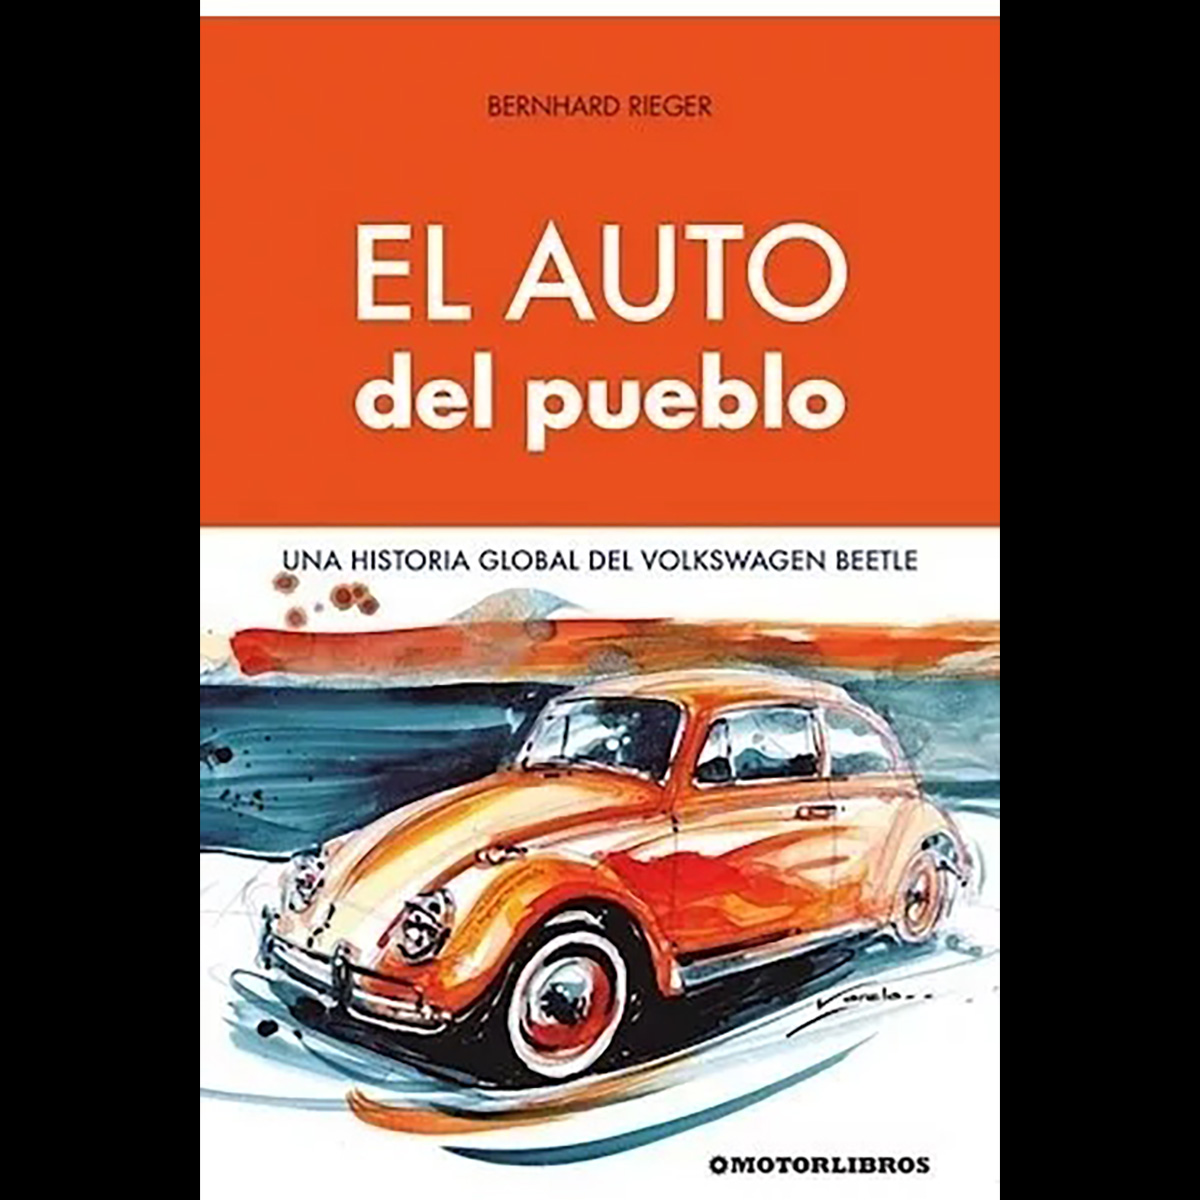 BERNHARD RIEGER
EL AUTO
del pueblo
UNA HISTORIA GLOBAL DEL VOLKSWAGEN BEETLE
MOTORLIBROS